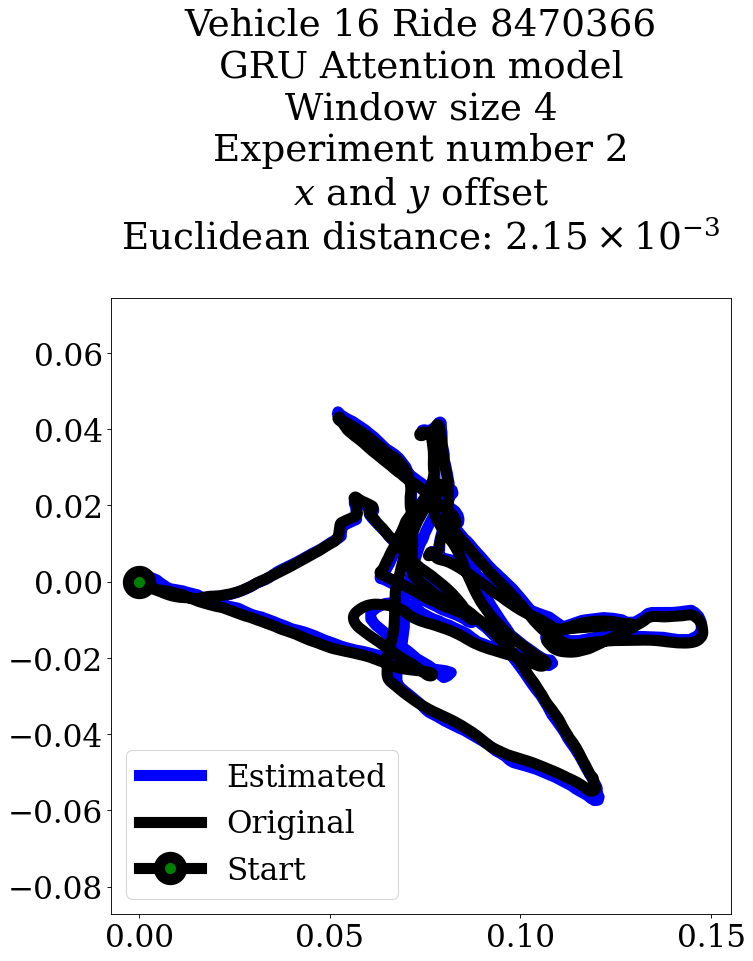 Vehicle 16 Ride 8470366
GRU Attention model
Window size 4
Experiment number 2
x and y offset
Euclidean distance: 2.15 × 10⁻³
0.06
0.04
0.02
0.00
−0.02
−0.04
−0.06
−0.08
Estimated
Original
Start
0.00 0.05 0.10 0.15